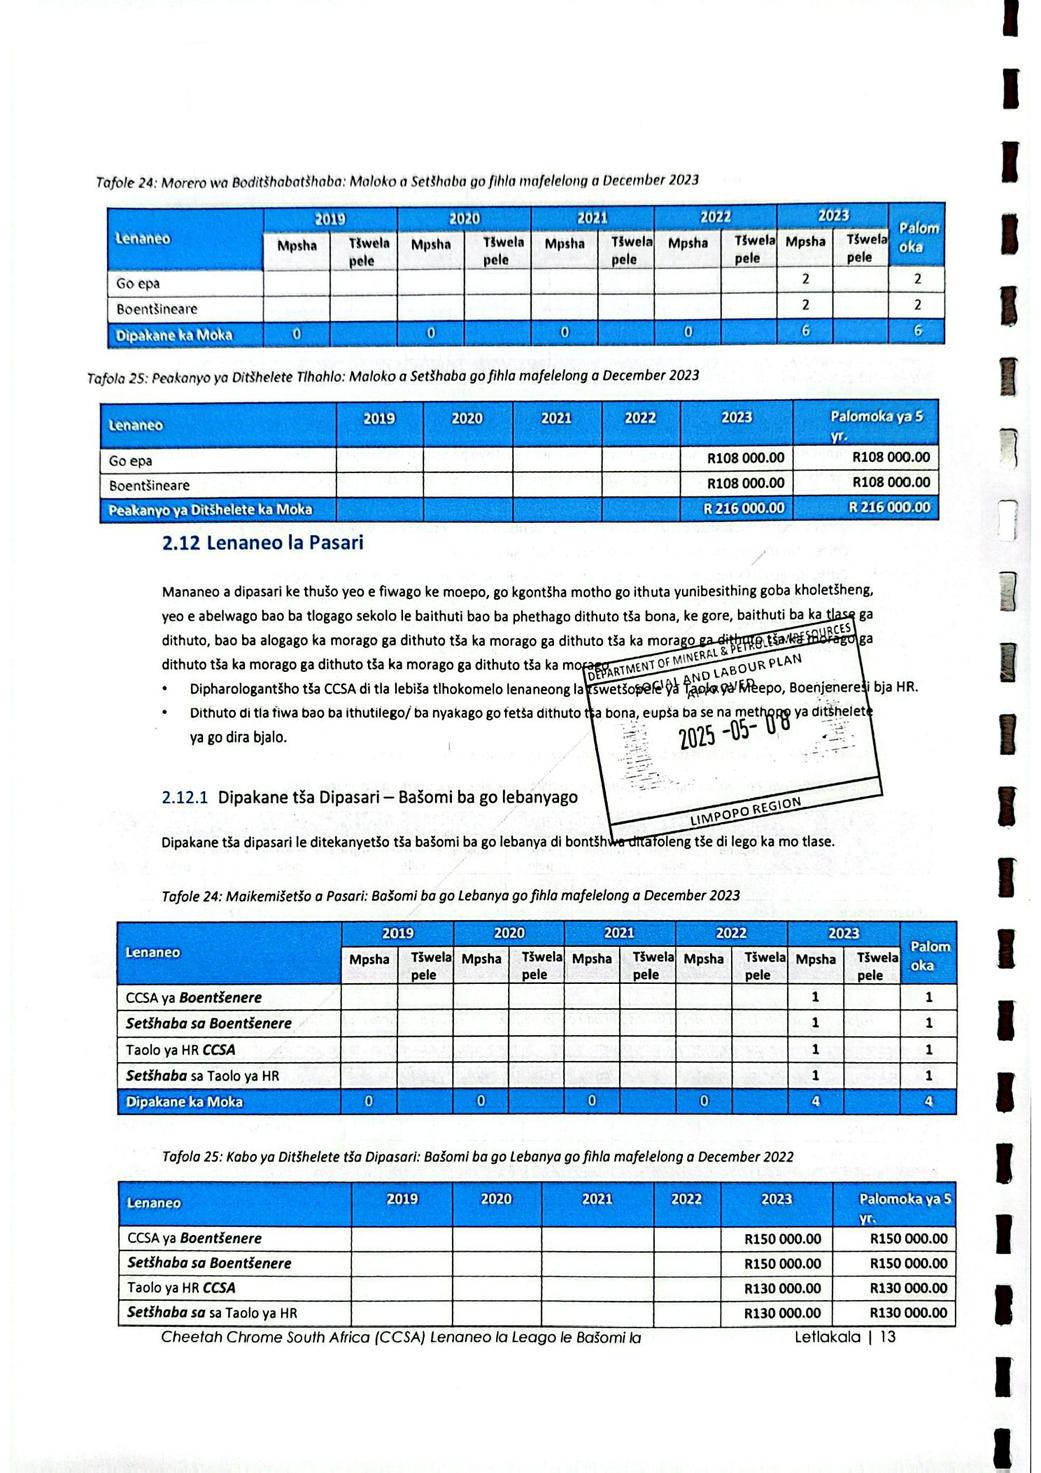 Tafole 24: Morero wa Boditšhabatšhaba: Maloko a Setšhaba go fihla mafelelong a December 2023
Lenaneo 2019 2020 2021 2022 2023 Palom oka
Mpsha Tšwela pele Mpsha Tšwela pele Mpsha Tšwela pele Mpsha Tšwela pele Mpsha Tšwela pele
Go epa 2 2
Boentšineare 2 2
Dipakane ka Moka 0 0 0 0 6 6
Tafola 25: Peakanyo ya Ditšhelete Tlhahlo: Maloko a Setšhaba go fihla mafelelong a December 2023
Lenaneo 2019 2020 2021 2022 2023 Palomoka ya 5 yr.
Go epa R108 000.00 R108 000.00
Boentšineare R108 000.00 R108 000.00
Peakanyo ya Ditšhelete ka Moka R 216 000.00 R 216 000.00
2.12 Lenaneo la Pasari
Mananeo a dipasari ke thušo yeo e fiwago ke moepo, go kgontšha motho go ithuta yunibesithing goba kholetšheng,
yeo e abelwago bao ba tlogago sekolo le baithuti bao ba phethago dithuto tša bona, ke gore, baithuti ba ka tlase ga
dithuto, bao ba alogago ka morago ga dithuto tša ka morago ga dithuto tša ka morago ga dithuto tša ka morago ga
dithuto tša ka morago ga dithuto tša ka morago ga dithuto tša ka morago
• Dipharologantšho tša CCSA di tla lebiša tlhokomelo lenaneong la tšwetšopele ya Taolo ya Meepo, Boenjenereši bja HR.
• Dithuto di tla fiwa bao ba ithutilego/ ba nyakago go fetša dithuto tša bona, eupša ba se na methopo ya ditšhelete
ya go dira bjalo.
DEPARTMENT OF MINERAL & PETROLEUM RESOURCES
SOCIAL AND LABOUR PLAN
APPROVED
2025 -05- 08
LIMPOPO REGION
2.12.1 Dipakane tša Dipasari – Bašomi ba go lebanyago
Dipakane tša dipasari le ditekanyetšo tša bašomi ba go lebanya di bontšhwa ditafoleng tše di lego ka mo tlase.
Tafole 24: Maikemišetšo a Pasari: Bašomi ba go Lebanya go fihla mafelelong a December 2023
Lenaneo 2019 2020 2021 2022 2023 Palom oka
Mpsha Tšwela pele Mpsha Tšwela pele Mpsha Tšwela pele Mpsha Tšwela pele Mpsha Tšwela pele
CCSA ya Boentšenere 1 1
Setšhaba sa Boentšenere 1 1
Taolo ya HR CCSA 1 1
Setšhaba sa Taolo ya HR 1 1
Dipakane ka Moka 0 0 0 0 4 4
Tafola 25: Kabo ya Ditšhelete tša Dipasari: Bašomi ba go Lebanya go fihla mafelelong a December 2022
Lenaneo 2019 2020 2021 2022 2023 Palomoka ya 5 yr.
CCSA ya Boentšenere R150 000.00 R150 000.00
Setšhaba sa Boentšenere R150 000.00 R150 000.00
Taolo ya HR CCSA R130 000.00 R130 000.00
Setšhaba sa sa Taolo ya HR R130 000.00 R130 000.00
Cheetah Chrome South Africa (CCSA) Lenaneo la Leago le Bašomi la Letlakala | 13